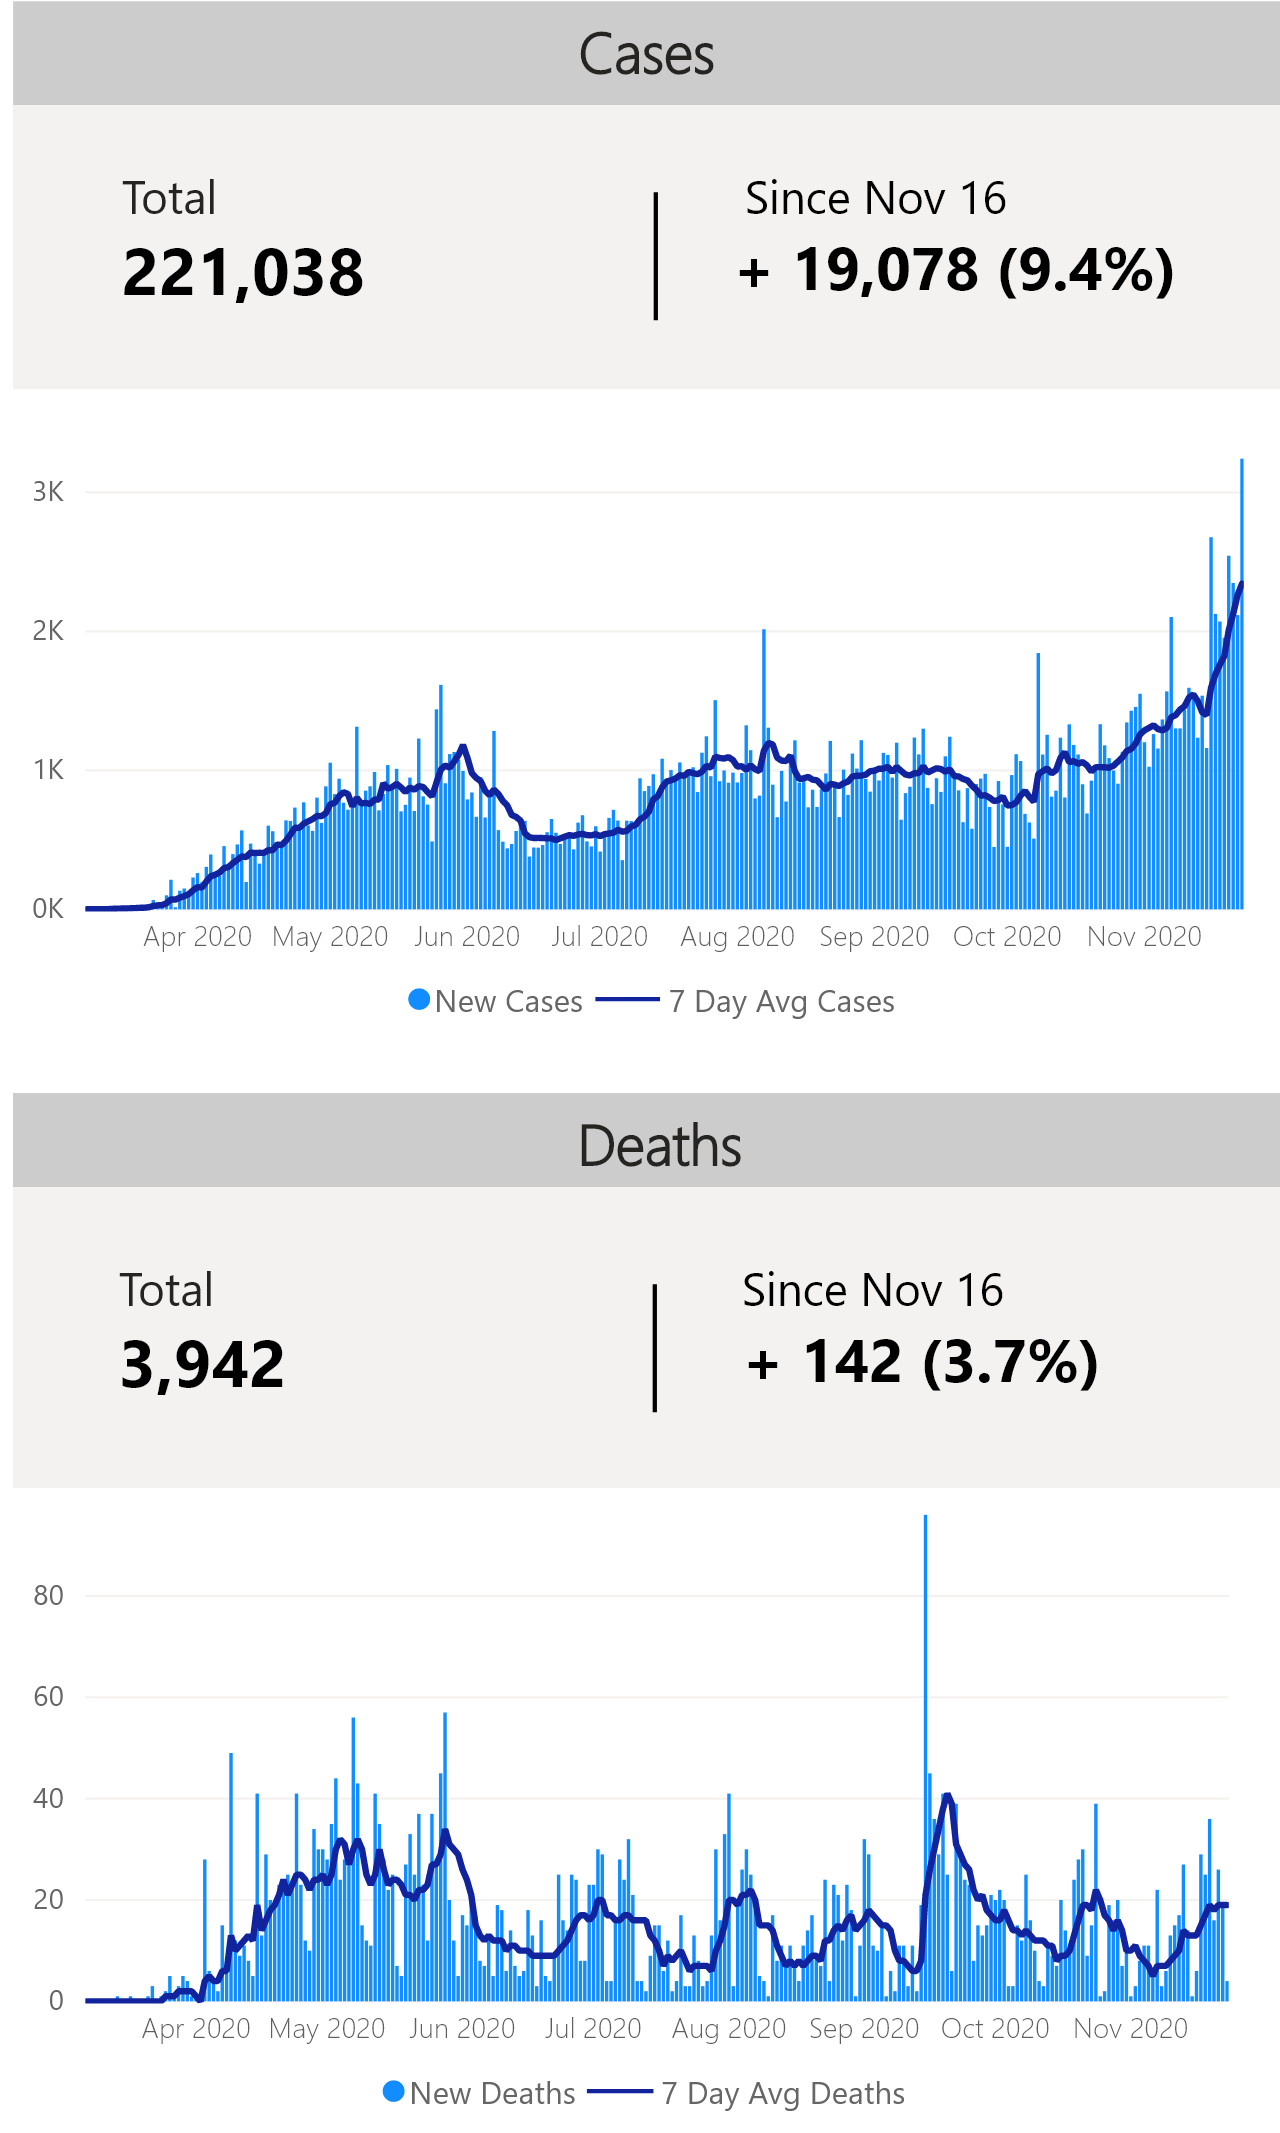 Cases
Total
221,038
Since Nov 16
+ 19,078 (9.4%)
3K
2K
1K
0K
Apr 2020 May 2020 Jun 2020 Jul 2020 Aug 2020 Sep 2020 Oct 2020 Nov 2020
New Cases 7 Day Avg Cases
Deaths
Total
3,942
Since Nov 16
+ 142 (3.7%)
80
60
40
20
0
Apr 2020 May 2020 Jun 2020 Jul 2020 Aug 2020 Sep 2020 Oct 2020 Nov 2020
New Deaths 7 Day Avg Deaths